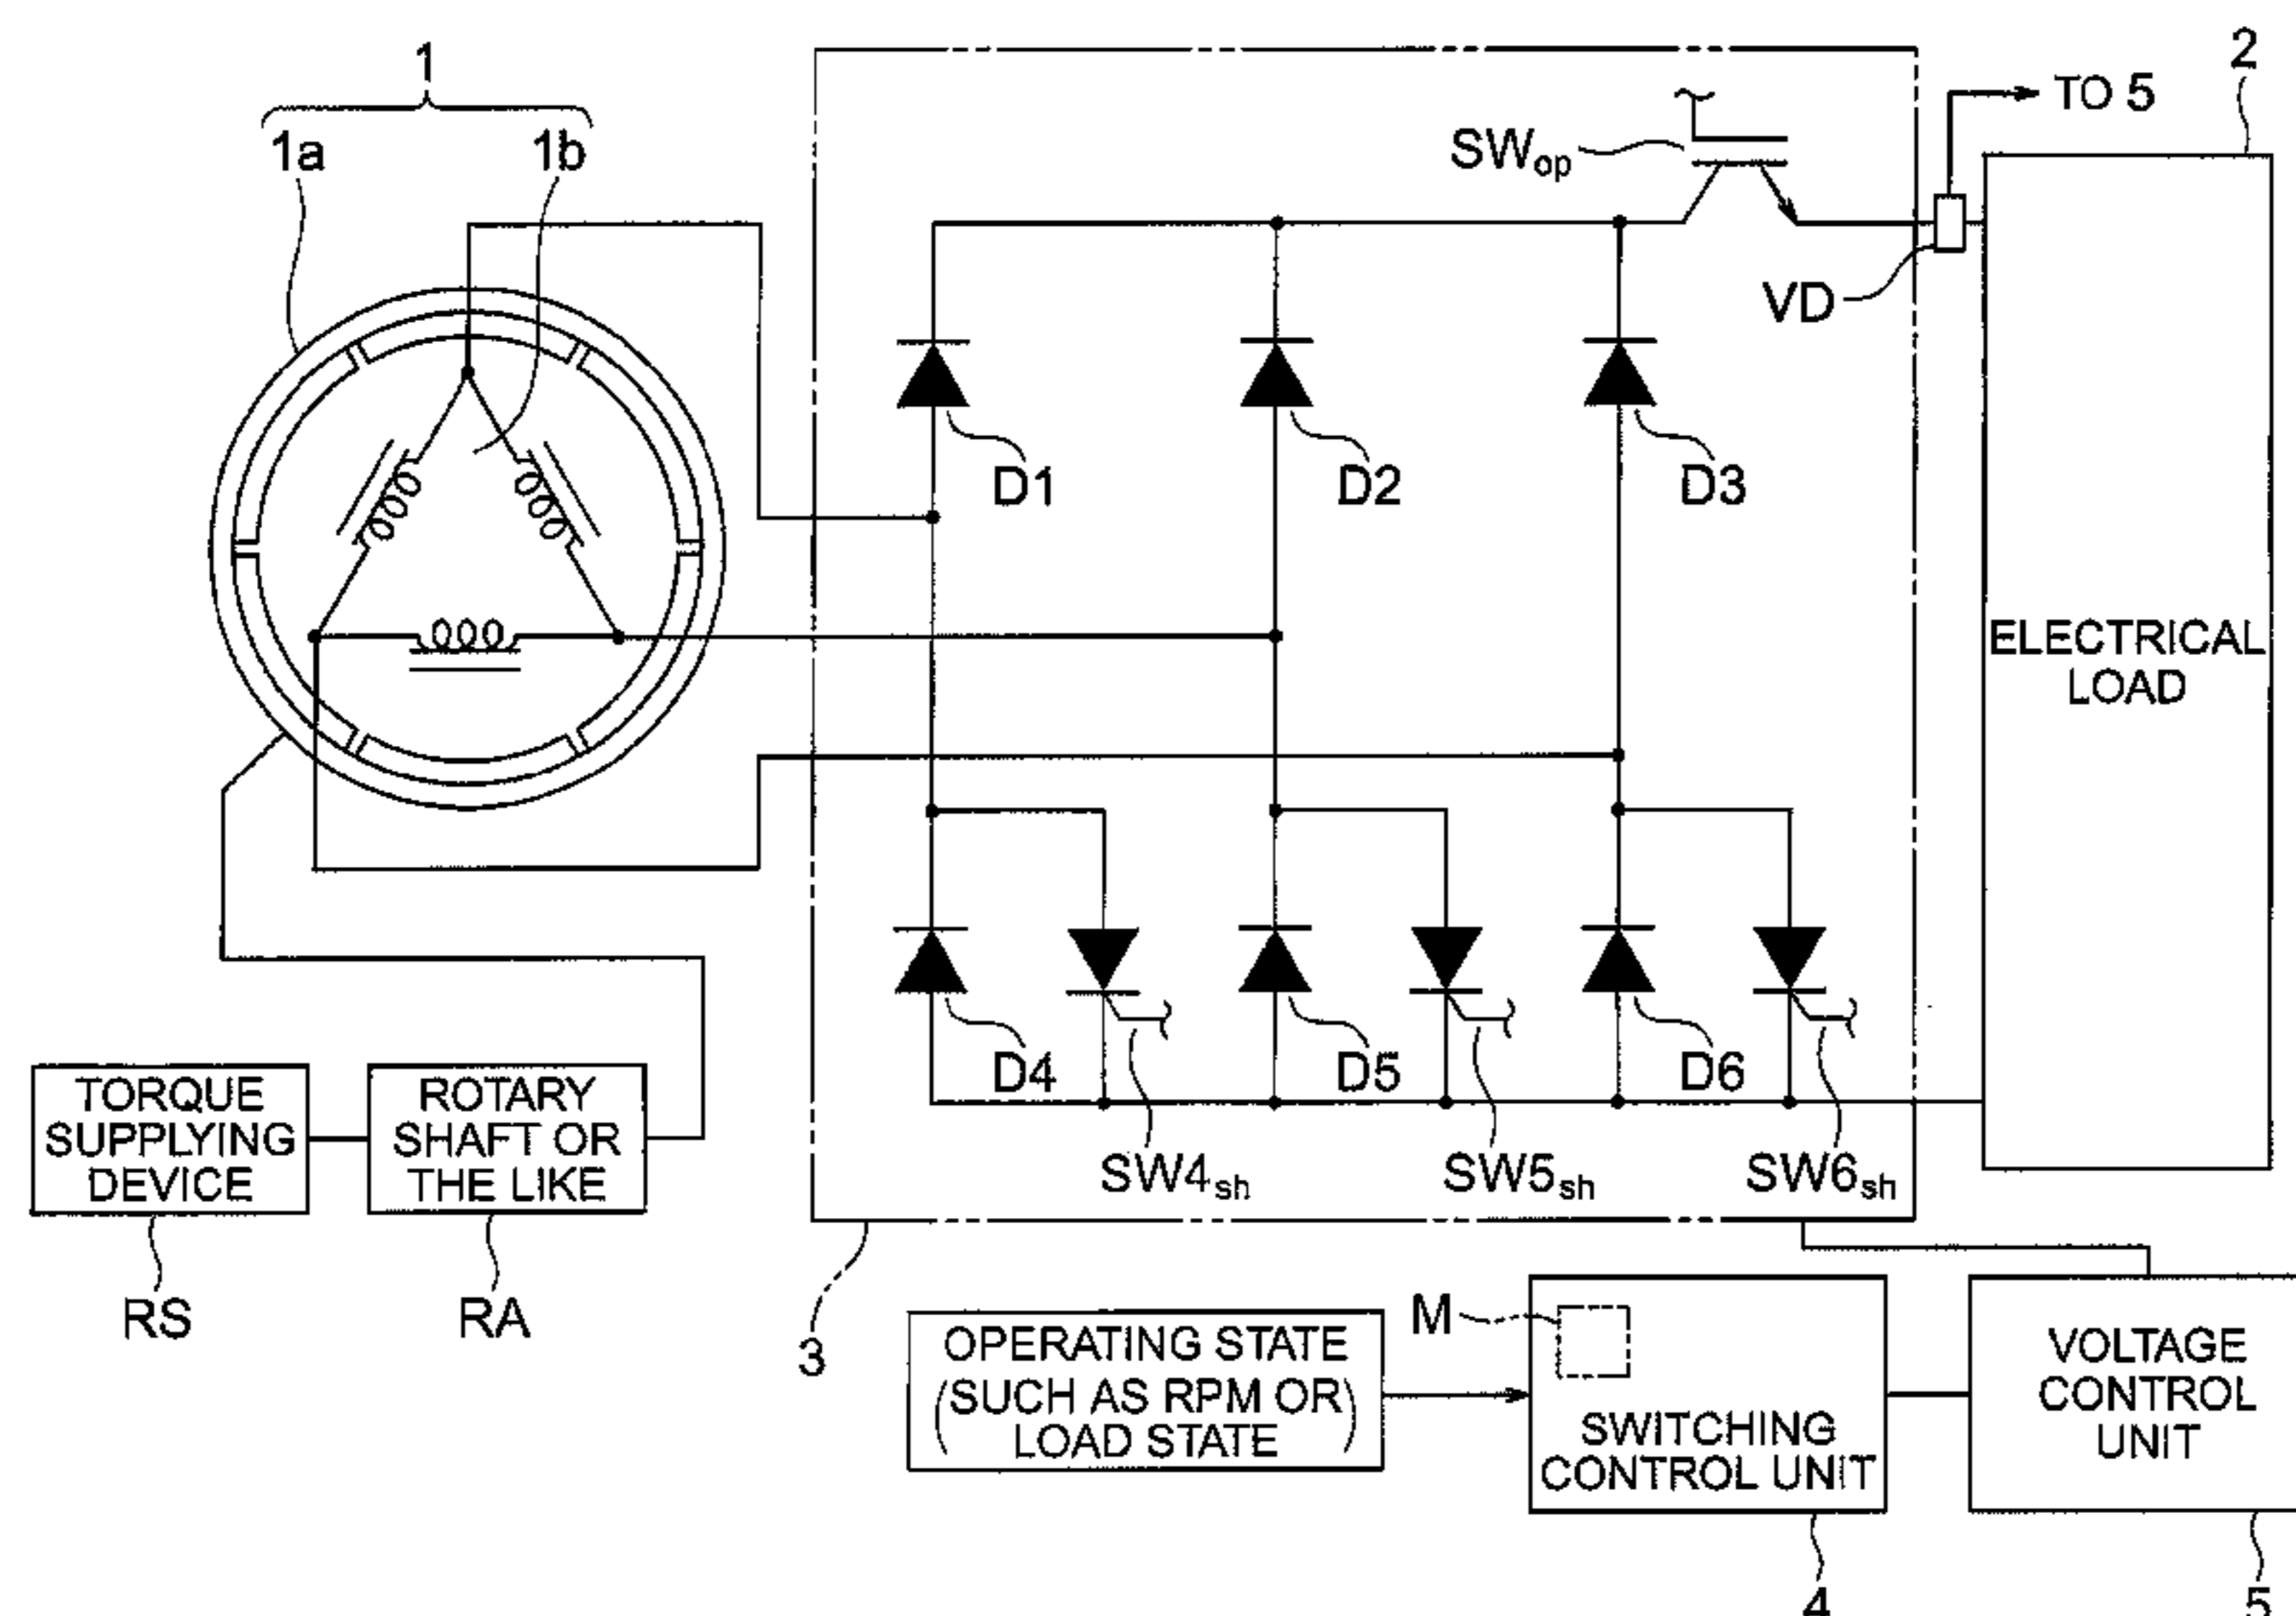 1
1a
1b
2
TO 5
SWop
VD
D1
D2
D3
ELECTRICAL
LOAD
D4
D5
D6
SW4sh
SW5sh
SW6sh
TORQUE
SUPPLYING
DEVICE
ROTARY
SHAFT OR
THE LIKE
RS
RA
3
OPERATING STATE
(SUCH AS RPM OR
LOAD STATE)
M
SWITCHING
CONTROL UNIT
VOLTAGE
CONTROL
UNIT
4
5